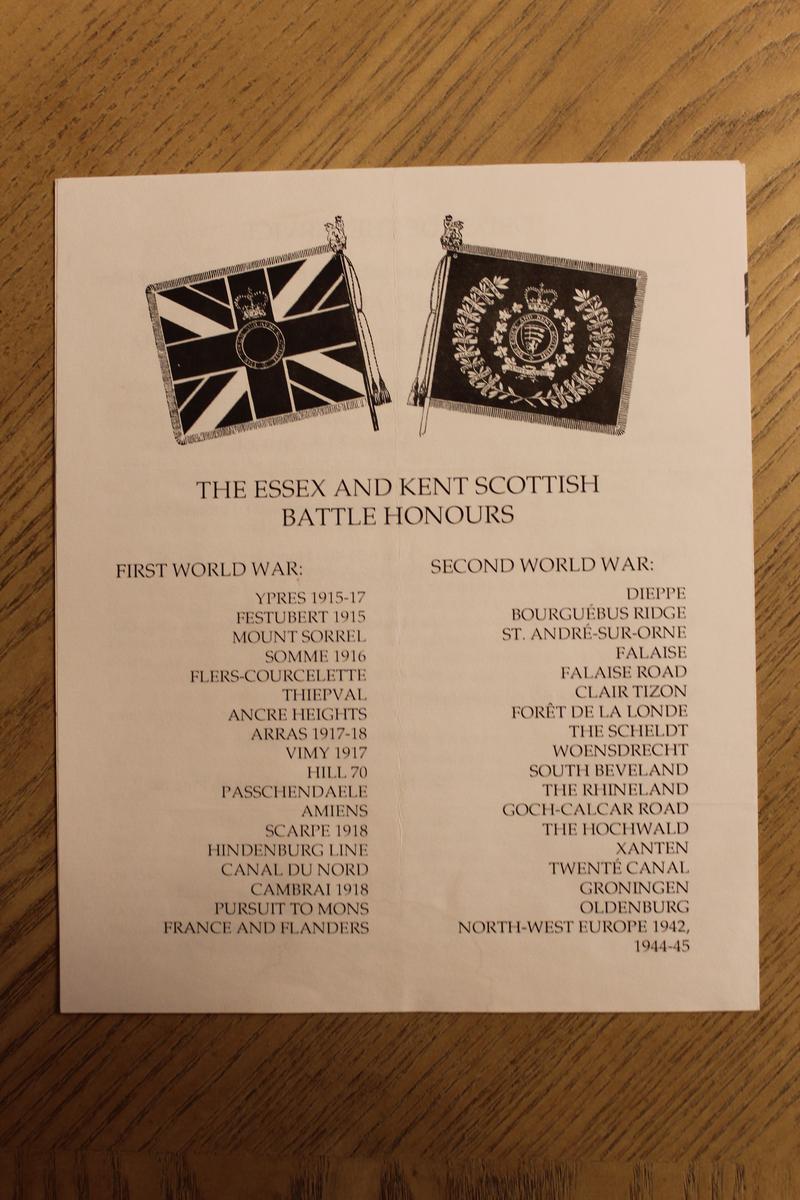 THE ESSEX AND KENT SCOTTISH
BATTLE HONOURS
FIRST WORLD WAR:
YPRES 1915-17
FESTUBERT 1915
MOUNT SORREL
SOMME 1916
FLERS-COURCELETTE
THIEPVAL
ANCRE HEIGHTS
ARRAS 1917-18
VIMY 1917
HILL 70
PASSCHENDAELE
AMIENS
SCARPE 1918
HINDENBURG LINE
CANAL DU NORD
CAMBRAI 1918
PURSUIT TO MONS
FRANCE AND FLANDERS
SECOND WORLD WAR:
DIEPPE
BOURGUÉBUS RIDGE
ST. ANDRÉ-SUR-ORNE
FALAISE
FALAISE ROAD
CLAIR TIZON
FORÊT DE LA LONDE
THE SCHELDT
WOENSDRECHT
SOUTH BEVELAND
THE RHINELAND
GOCH-CALCAR ROAD
THE HOCHWALD
XANTEN
TWENTÉ CANAL
GRONINGEN
OLDENBURG
NORTH-WEST EUROPE 1942,
1944-45